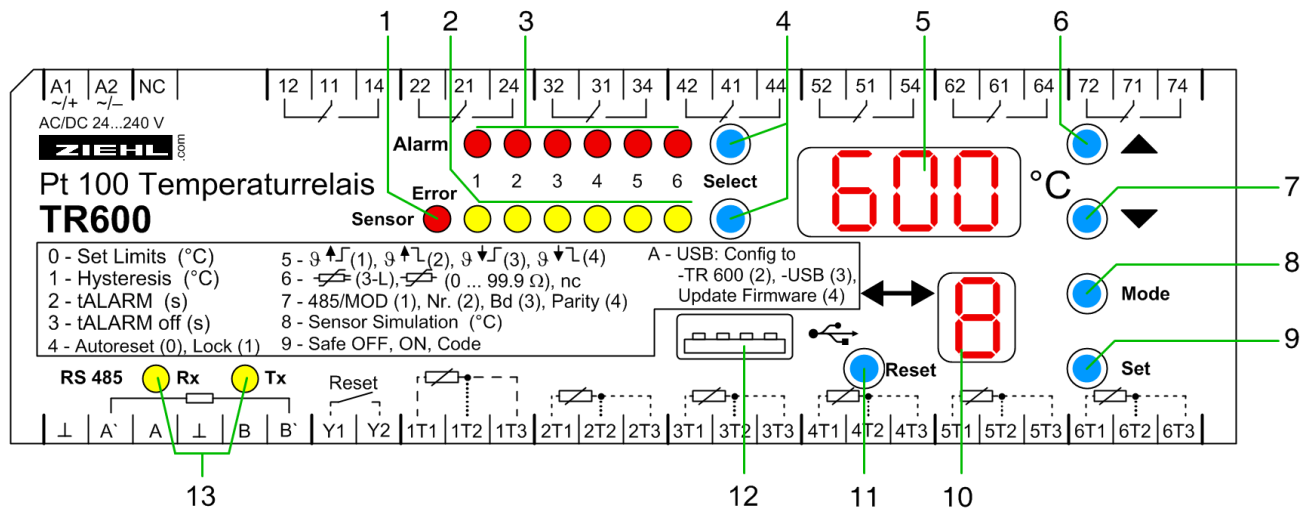 1 2 3 4 5 6
A1 A2 NC 12 11 14 22 21 24 32 31 34 42 41 44 52 51 54 62 61 64 72 71 74
~/+ ~/–
AC/DC 24...240 V
ZIEHL .com
Alarm
Pt 100 Temperaturrelais
1 2 3 4 5 6 Select
600 °C
Error
TR600
Sensor
7
0 - Set Limits (°C)
1 - Hysteresis (°C)
2 - tALARM (s)
3 - tALARM off (s)
4 - Autoreset (0), Lock (1)
5 - ϑ (1), ϑ (2), ϑ (3), ϑ (4)
6 - (3-L), (0 ... 99.9 Ω), nc
7 - 485/MOD (1), Nr. (2), Bd (3), Parity (4)
8 - Sensor Simulation (°C)
9 - Safe OFF, ON, Code
A - USB: Config to
-TR 600 (2), -USB (3),
Update Firmware (4)
8
Mode 8
Reset
Set 9
RS 485 Rx Tx
Reset
⊥ A` A ⊥ B B` Y1 Y2 1T1 1T2 1T3 2T1 2T2 2T3 3T1 3T2 3T3 4T1 4T2 4T3 5T1 5T2 5T3 6T1 6T2 6T3
13 12 11 10